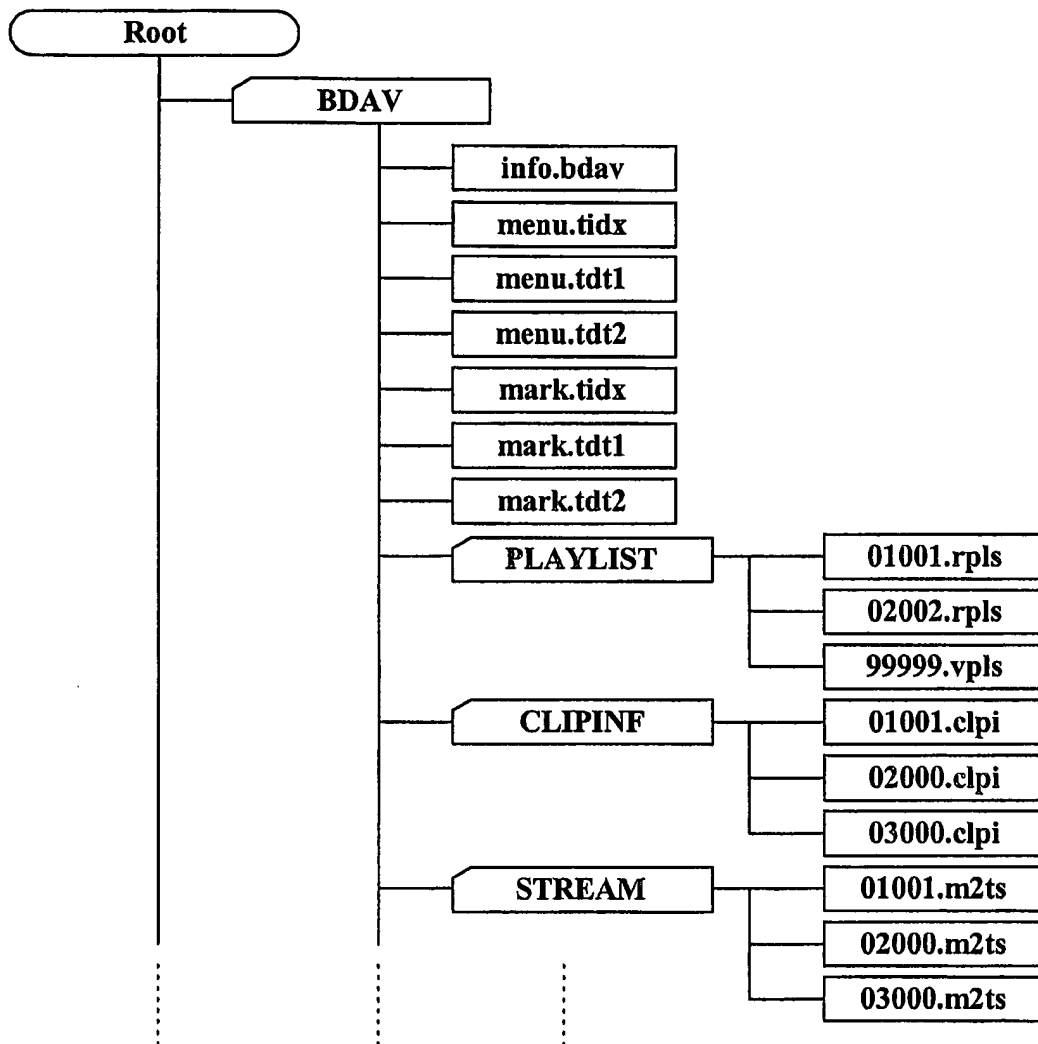 Root
BDAV
info.bdav
menu.tidx
menu.tdt1
menu.tdt2
mark.tidx
mark.tdt1
mark.tdt2
PLAYLIST
01001.rpls
02002.rpls
99999.vpls
CLIPINF
01001.clpi
02000.clpi
03000.clpi
STREAM
01001.m2ts
02000.m2ts
03000.m2ts